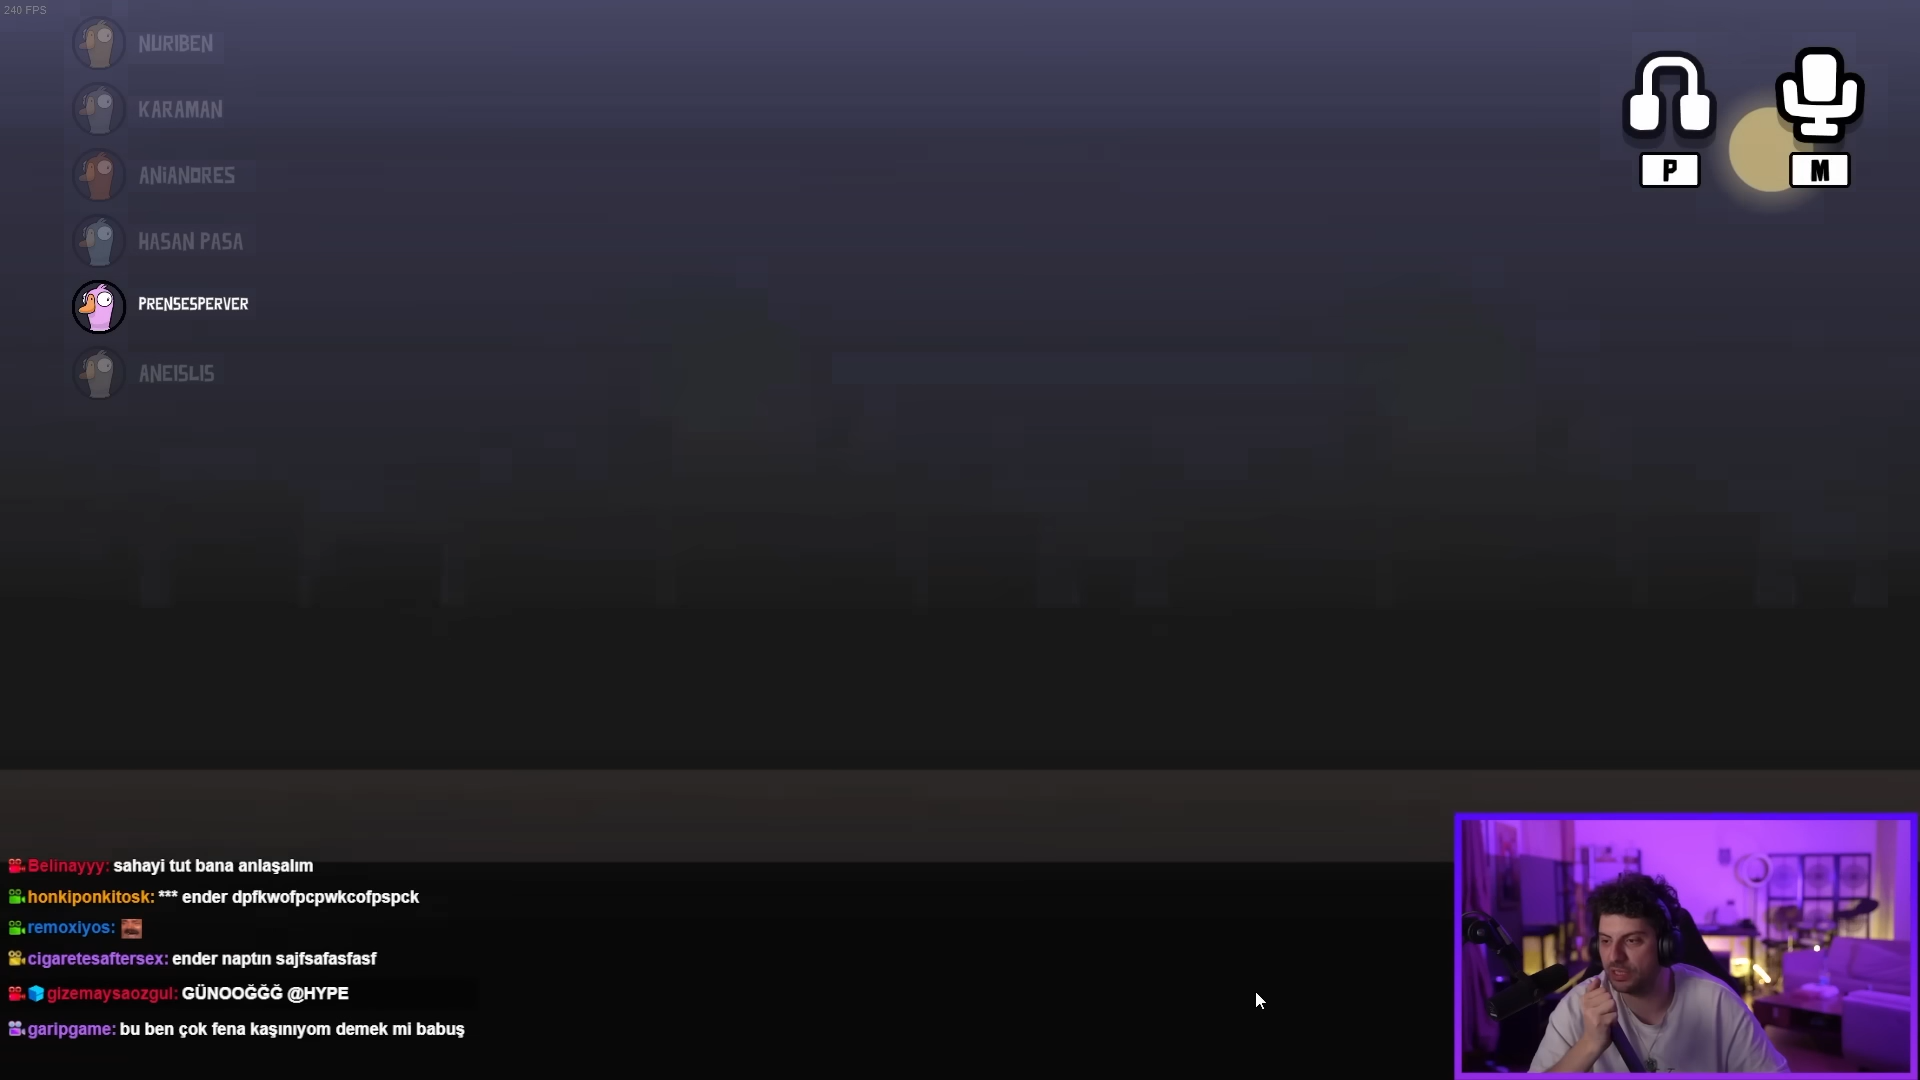 240 FPS
NURIBEN
KARAMAN
ANiANORES
HASAN PASA
PRENSESPERVER
ANEISLIS
P
M
Belinayyy: sahayi tut bana anlaşalım
honkiponkitosk: *** ender dpfkwofpcpwkcofpspck
remoxiyos:
cigaretesaftersex: ender naptın sajfsafasfasf
gizemaysaozgul: GÜNOOĞĞĞ @HYPE
garipgame: bu ben çok fena kaşınıyom demek mi babuş